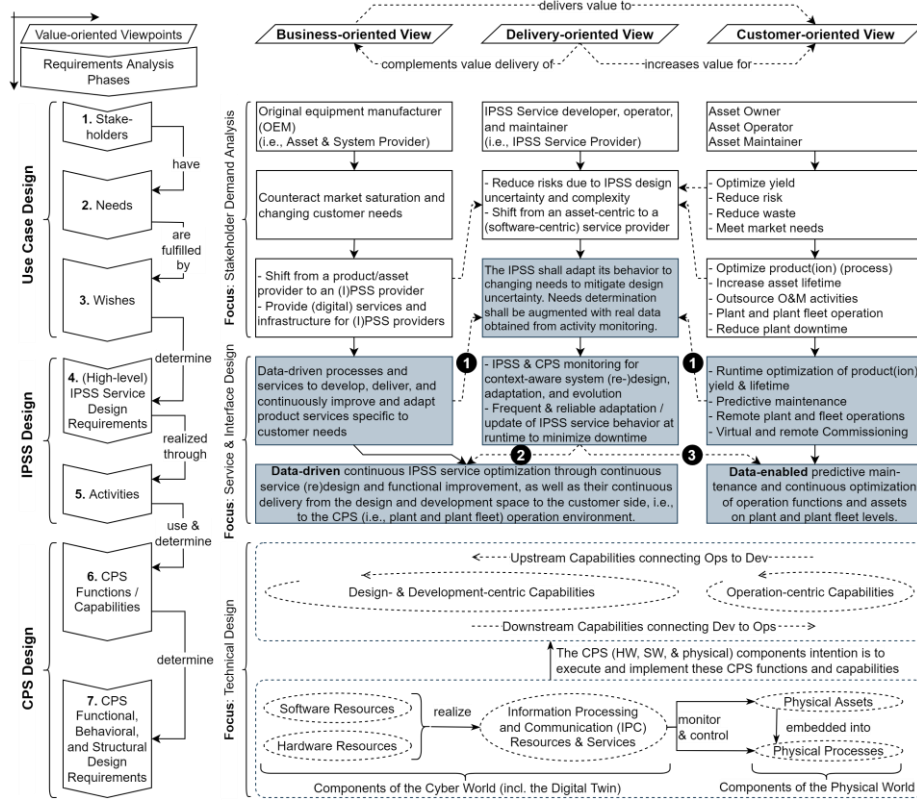 delivers value to
Value-oriented Viewpoints
Business-oriented View
Delivery-oriented View
Customer-oriented View
complements value delivery of
increases value for
Requirements Analysis
Phases
Use Case Design
1. Stake-
holders
have
2. Needs
are
fulfilled
by
3. Wishes
determine
IPSS Design
4. (High-level)
IPSS Service
Design
Requirements
realized
through
5. Activities
use &
determine
CPS Design
6. CPS
Functions /
Capabilities
determine
7. CPS
Functional,
Behavioral,
and Structural
Design
Requirements
Focus: Stakeholder Demand Analysis
Original equipment manufacturer
(OEM)
(i.e., Asset & System Provider)
IPSS Service developer, operator,
and maintainer
(i.e., IPSS Service Provider)
Asset Owner
Asset Operator
Asset Maintainer
Counteract market saturation and
changing customer needs
- Reduce risks due to IPSS design
uncertainty and complexity
- Shift from an asset-centric to a
(software-centric) service provider
- Optimize yield
- Reduce risk
- Reduce waste
- Meet market needs
- Shift from a product/asset
provider to an (I)PSS provider
- Provide (digital) services and
infrastructure for (I)PSS providers
The IPSS shall adapt its behavior to
changing needs to mitigate design
uncertainty. Needs determination
shall be augmented with real data
obtained from activity monitoring.
- Optimize product(ion) (process)
- Increase asset lifetime
- Outsource O&M activities
- Plant and plant fleet operation
- Reduce plant downtime
1
1
Focus: Service & Interface Design
Data-driven processes and
services to develop, deliver, and
continuously improve and adapt
product services specific to
customer needs
- IPSS & CPS monitoring for
context-aware system (re-)design,
adaptation, and evolution
- Frequent & reliable adaptation /
update of IPSS service behavior at
runtime to minimize downtime
- Runtime optimization of product(ion)
yield & lifetime
- Predictive maintenance
- Remote plant and fleet operations
- Virtual and remote Commissioning
2
3
Data-driven continuous IPSS service optimization through continuous
service (re)design and functional improvement, as well as their continuous
delivery from the design and development space to the customer side, i.e.,
to the CPS (i.e., plant and plant fleet) operation environment.
Data-enabled predictive main-
tenance and continuous optimization
of operation functions and assets
on plant and plant fleet levels.
Focus: Technical Design
Upstream Capabilities connecting Ops to Dev
Design- & Development-centric Capabilities
Operation-centric Capabilities
Downstream Capabilities connecting Dev to Ops
The CPS (HW, SW, & physical) components intention is to
execute and implement these CPS functions and capabilities
Software Resources
Hardware Resources
realize
Information Processing
and Communication (IPC)
Resources & Services
monitor
& control
Physical Assets
embedded into
Physical Processes
Components of the Cyber World (incl. the Digital Twin)
Components of the Physical World